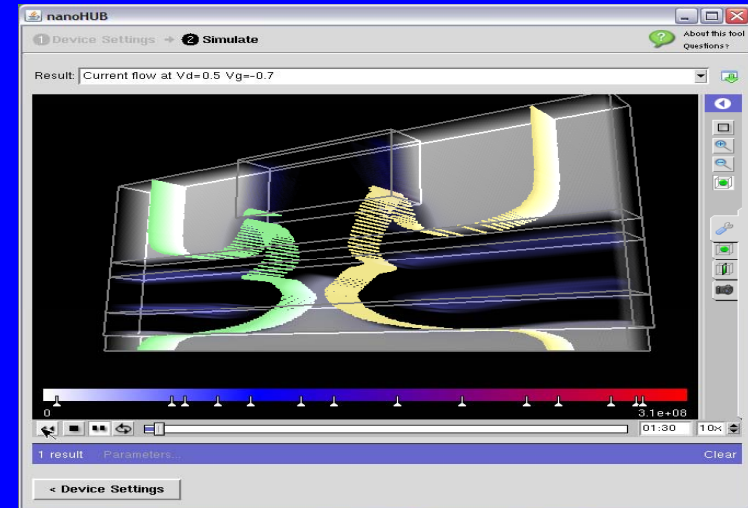 nanoHUB
1 Device Settings → 2 Simulate
? About this tool
Questions?
Result: Current flow at Vd=0.5 Vg=-0.7
0 3.1e+08
01:30 10x
1 result Parameters... Clear
< Device Settings